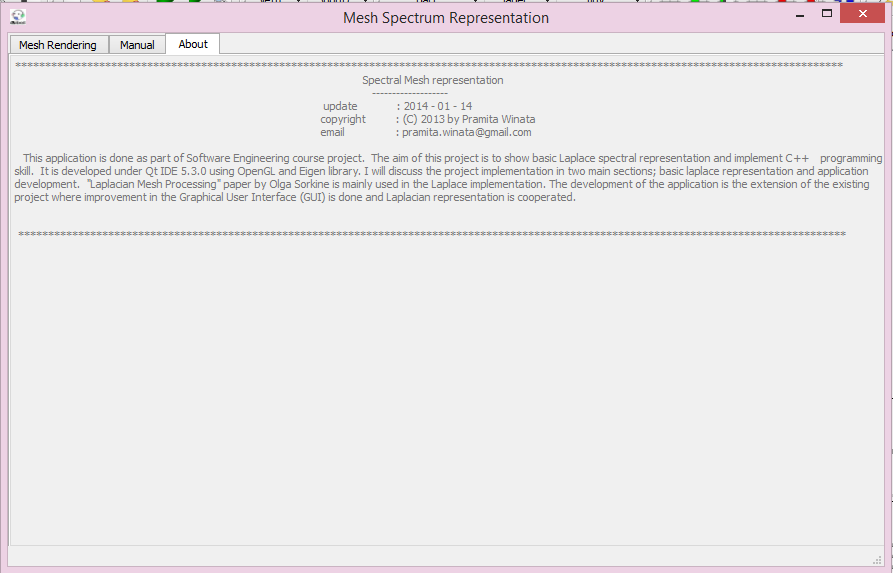 Mesh Spectrum Representation
Mesh Rendering Manual About
******************************************************************************************************************************************
Spectral Mesh representation
-------------------
update : 2014 - 01 - 14
copyright : (C) 2013 by Pramita Winata
email : pramita.winata@gmail.com
This application is done as part of Software Engineering course project. The aim of this project is to show basic Laplace spectral representation and implement C++ programming
skill. It is developed under Qt IDE 5.3.0 using OpenGL and Eigen library. I will discuss the project implementation in two main sections; basic laplace representation and application
development. "Laplacian Mesh Processing" paper by Olga Sorkine is mainly used in the Laplace implementation. The development of the application is the extension of the existing
project where improvement in the Graphical User Interface (GUI) is done and Laplacian representation is cooperated.
******************************************************************************************************************************************